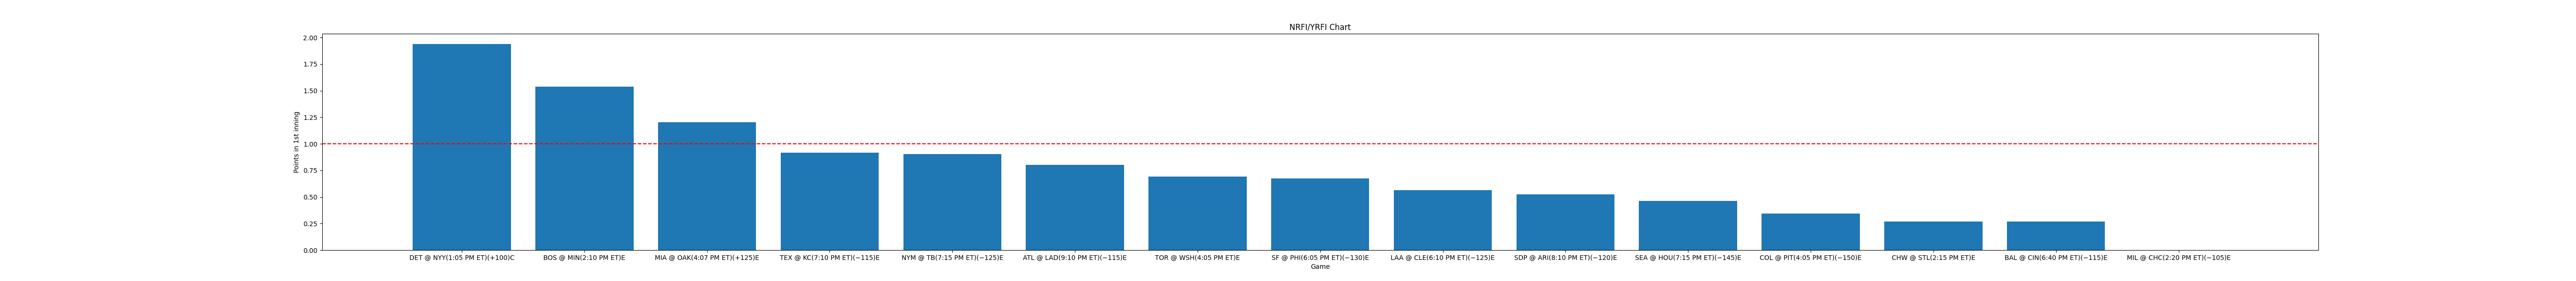 NRFI/YRFI Chart
Points in 1st inning
2.00
1.75
1.50
1.25
1.00
0.75
0.50
0.25
0.00
DET @ NYY(1:05 PM ET)(+100)C
BOS @ MIN(2:10 PM ET)E
MIA @ OAK(4:07 PM ET)(+125)E
TEX @ KC(7:10 PM ET)(−115)E
NYM @ TB(7:15 PM ET)(−125)E
ATL @ LAD(9:10 PM ET)(−115)E
TOR @ WSH(4:05 PM ET)E
SF @ PHI(6:05 PM ET)(−130)E
LAA @ CLE(6:10 PM ET)(−125)E
SDP @ ARI(8:10 PM ET)(−120)E
SEA @ HOU(7:15 PM ET)(−145)E
COL @ PIT(4:05 PM ET)(−150)E
CHW @ STL(2:15 PM ET)E
BAL @ CIN(6:40 PM ET)(−115)E
MIL @ CHC(2:20 PM ET)(−105)E
Game